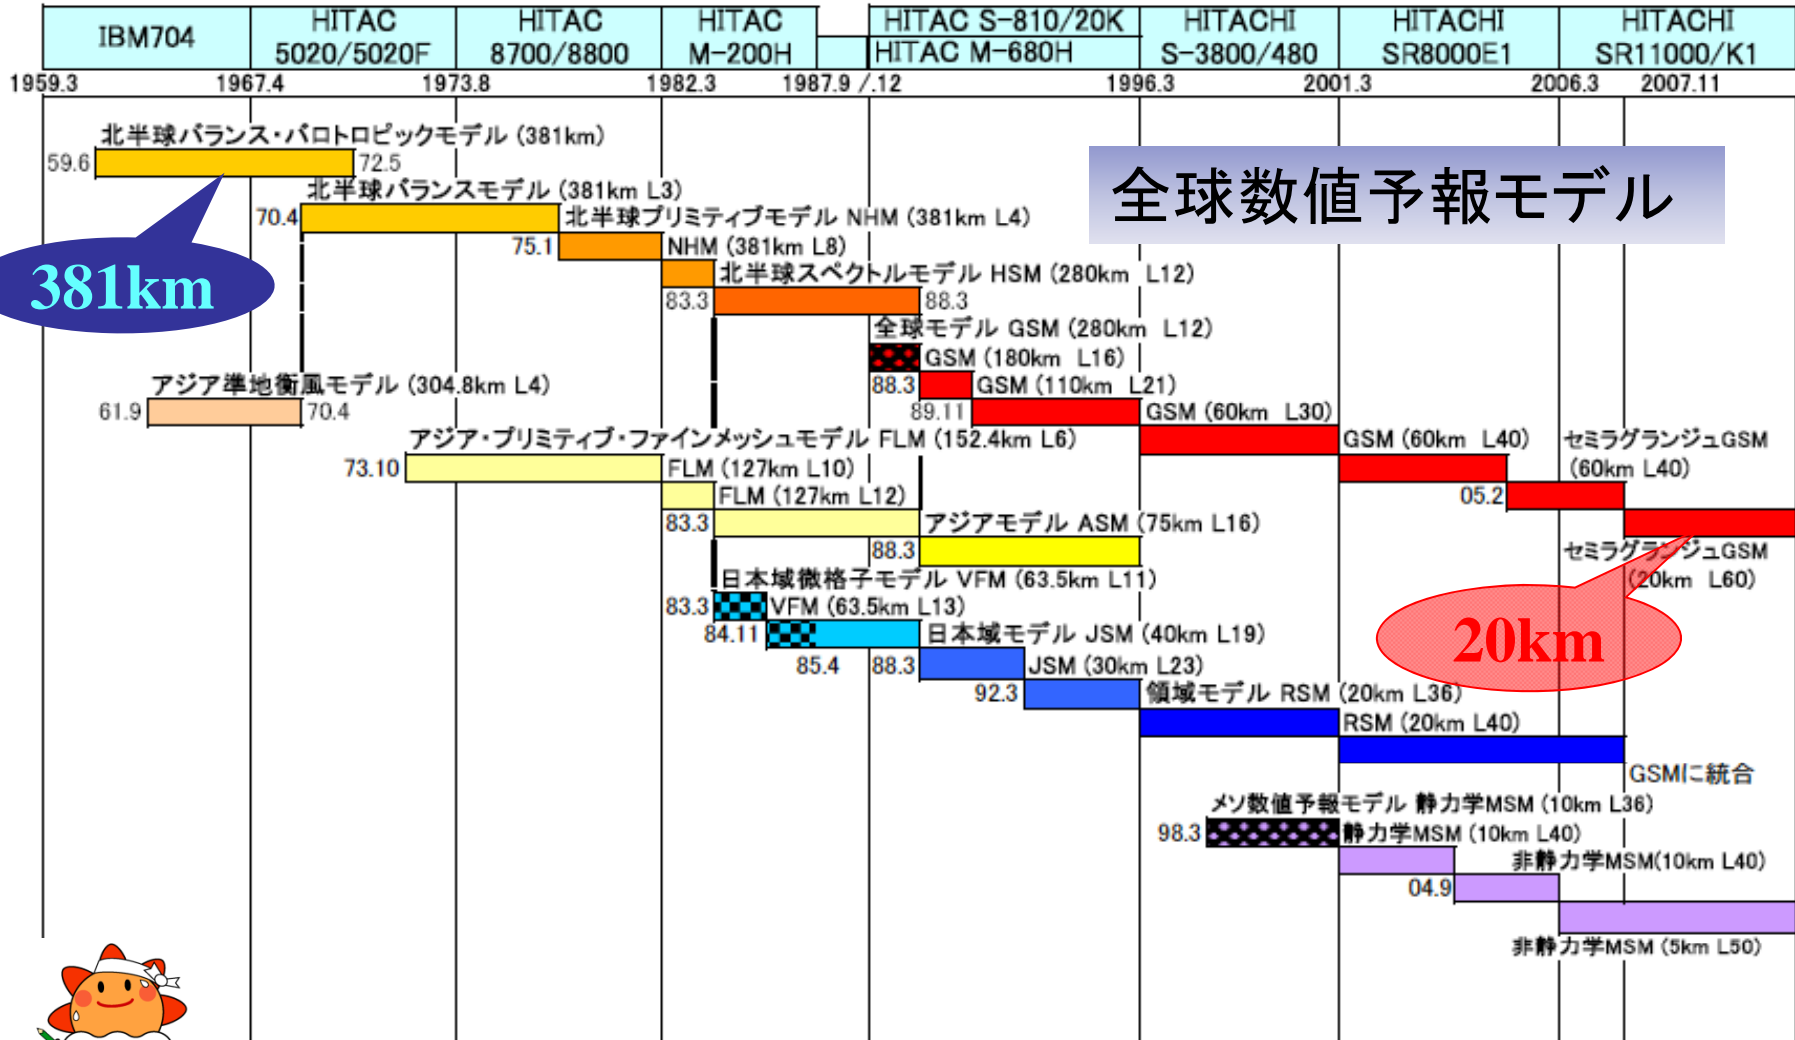 IBM704
HITAC
5020/5020F
HITAC
8700/8800
HITAC
M-200H
HITAC S-810/20K
HITAC M-680H
HITACHI
S-3800/480
HITACHI
SR8000E1
HITACHI
SR11000/K1
1959.3 1967.4 1973.8 1982.3 1987.9 /.12 1996.3 2001.3 2006.3 2007.11
全球数値予報モデル
北半球バランス・バロトロピックモデル (381km)
59.6 72.5
北半球バランスモデル (381km L3)
70.4 北半球プリミティブモデル NHM (381km L4)
75.1 NHM (381km L8)
381km
北半球スペクトルモデル HSM (280km L12)
83.3 88.3
全球モデル GSM (280km L12)
GSM (180km L16)
88.3 GSM (110km L21)
アジア準地衡風モデル (304.8km L4)
61.9 70.4
89.11 GSM (60km L30)
GSM (60km L40)
セミラグランジュGSM
(60km L40)
05.2
セミラグランジュGSM
(20km L60)
20km
アジア・プリミティブ・ファインメッシュモデル FLM (152.4km L6)
73.10 FLM (127km L10)
FLM (127km L12)
83.3 アジアモデル ASM (75km L16)
88.3
日本域微格子モデル VFM (63.5km L11)
83.3 VFM (63.5km L13)
84.11 日本域モデル JSM (40km L19)
85.4 88.3 JSM (30km L23)
92.3 領域モデル RSM (20km L36)
RSM (20km L40)
GSMに統合
メソ数値予報モデル 静力学MSM (10km L36)
98.3 静力学MSM (10km L40)
非静力学MSM(10km L40)
04.9
非静力学MSM (5km L50)